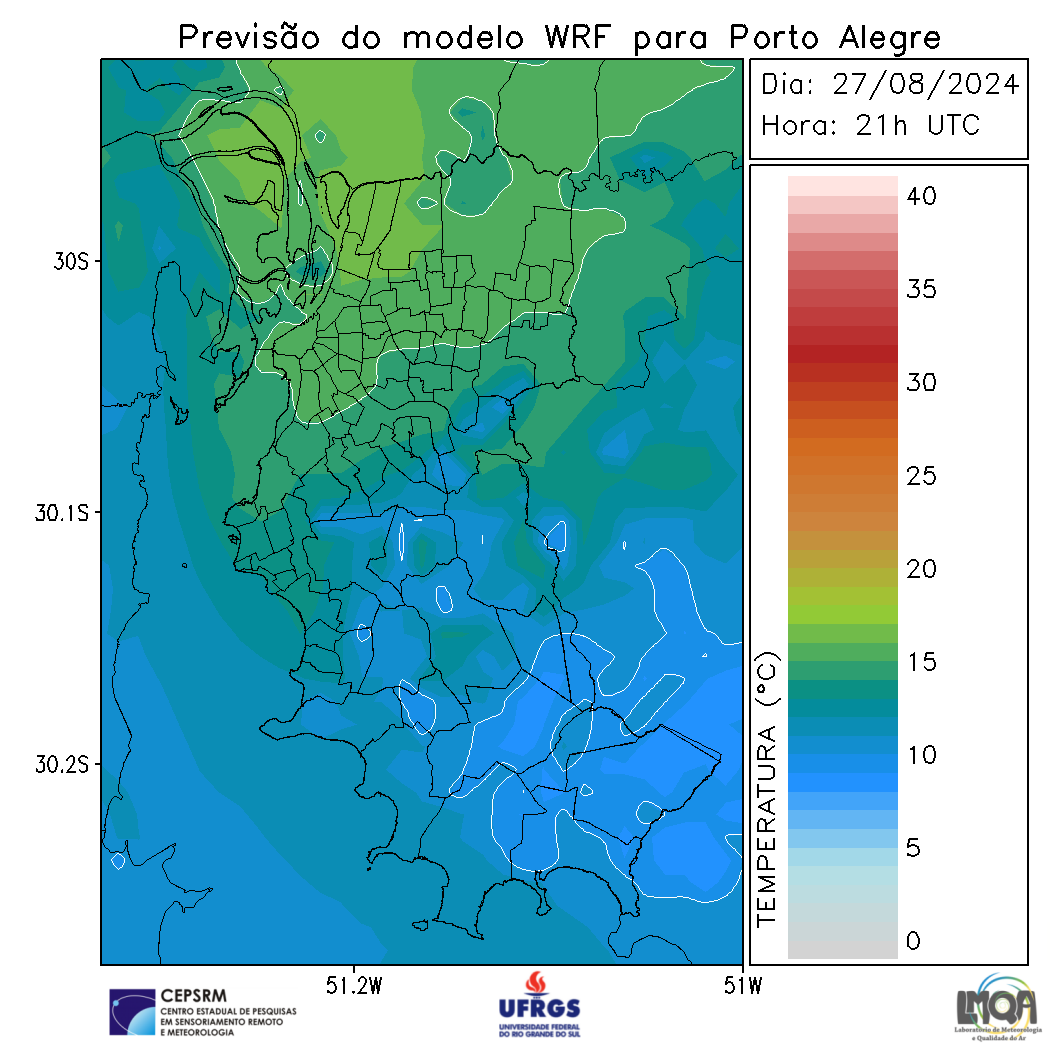 Previsão do modelo WRF para Porto Alegre
Dia: 27/08/2024
Hora: 21h UTC
30S
30.1S
30.2S
51.2W
51W
TEMPERATURA (°C)
40
35
30
25
20
15
10
5
0
CEPSRM
CENTRO ESTADUAL DE PESQUISAS
EM SENSORIAMENTO REMOTO
E METEOROLOGIA
UFRGS
UNIVERSIDADE FEDERAL
DO RIO GRANDE DO SUL
LMQA
Laboratório de Meteorologia
e Qualidade do Ar